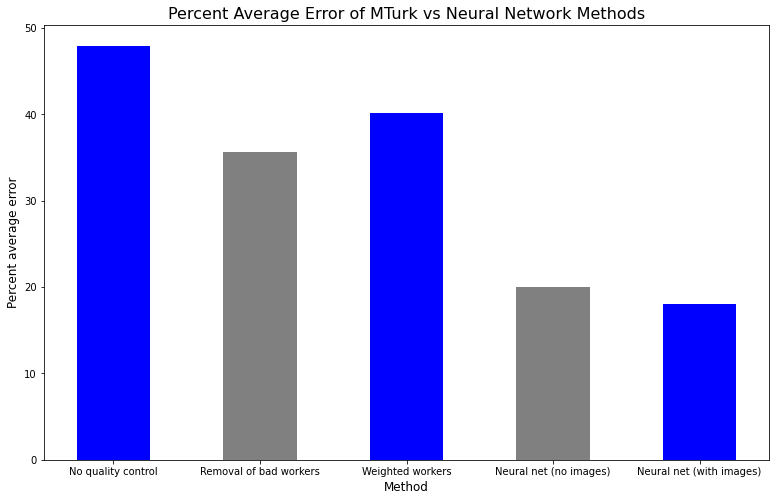 Percent Average Error of MTurk vs Neural Network Methods
50
40
30
20
10
0
Percent average error
No quality control
Removal of bad workers
Weighted workers
Neural net (no images)
Neural net (with images)
Method